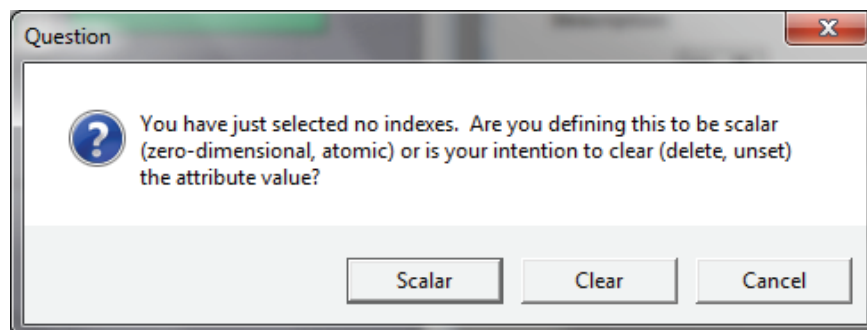 Question
You have just selected no indexes.  Are you defining this to be scalar
(zero-dimensional, atomic) or is your intention to clear (delete, unset)
the attribute value?
Scalar
Clear
Cancel